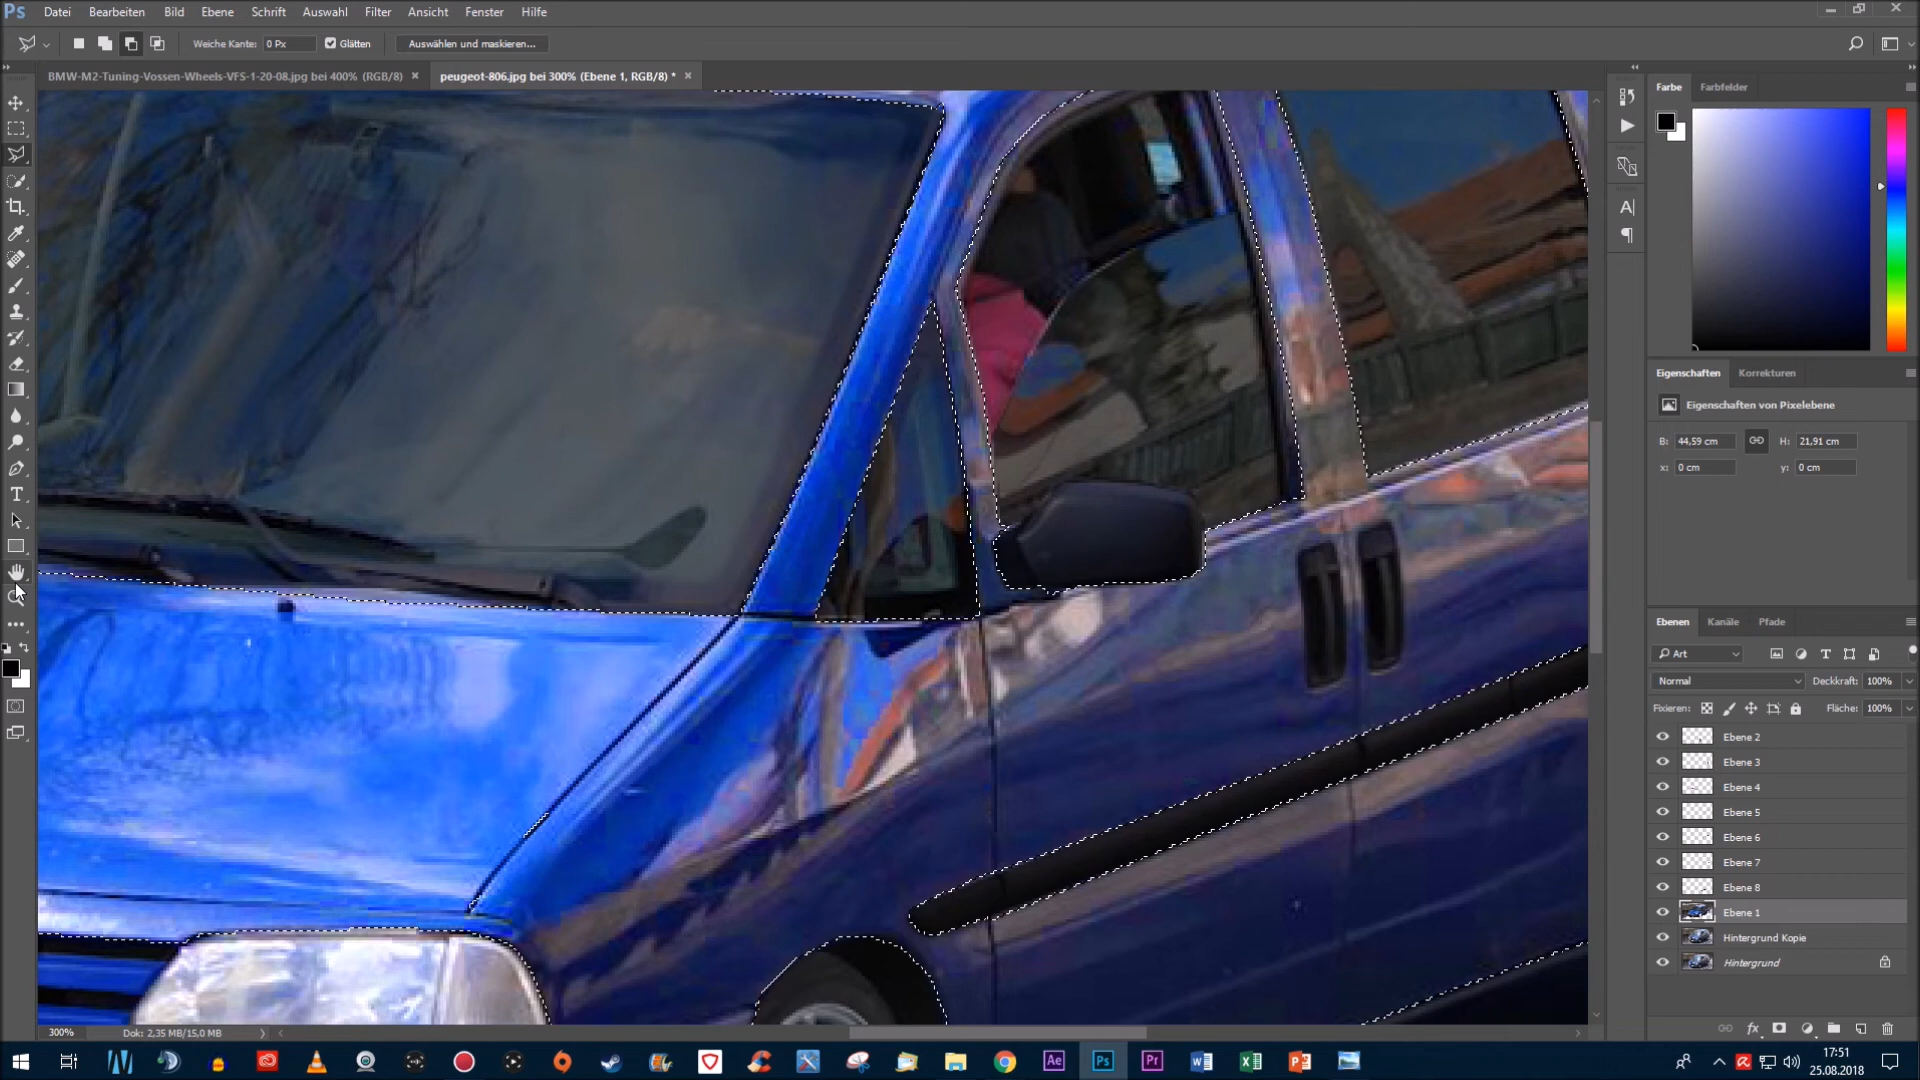 Ps Datei Bearbeiten Bild Ebene Schrift Auswahl Filter Ansicht Fenster Hilfe
Weiche Kante: 0 Px Glätten Auswählen und maskieren...
BMW-M2-Tuning-Vossen-Wheels-VFS-1-20-08.jpg bei 400% (RGB/8) × peugeot-806.jpg bei 300% (Ebene 1, RGB/8) * ×
Farbe Farbfelder
Eigenschaften Korrekturen
Eigenschaften von Pixelebene
B: 44,59 cm H: 21,91 cm
x: 0 cm y: 0 cm
Ebenen Kanäle Pfade
Art
Normal Deckkraft: 100%
Fixieren: Fläche: 100%
Ebene 2
Ebene 3
Ebene 4
Ebene 5
Ebene 6
Ebene 7
Ebene 8
Ebene 1
Hintergrund Kopie
Hintergrund
300% Dok: 2,35 MB/15,0 MB
Ae Ps Pr
17:51
25.08.2018